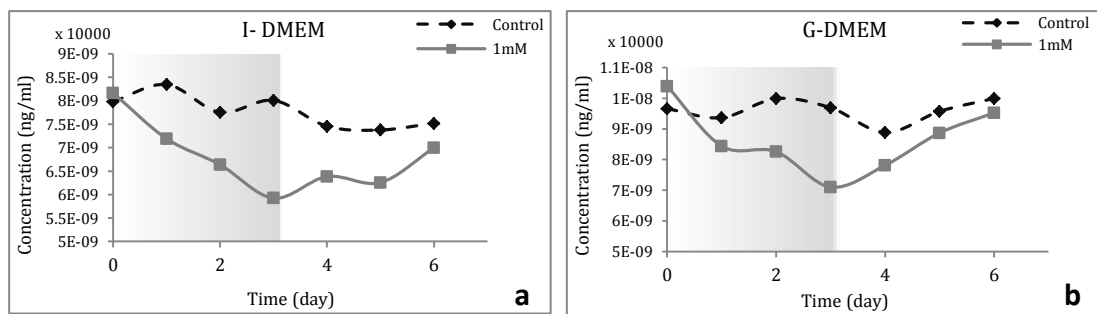 I- DMEM
x 10000
Control
1mM
9E-09
8.5E-09
8E-09
7.5E-09
7E-09
6.5E-09
6E-09
5.5E-09
5E-09
Concentration (ng/ml)
0 2 4 6
Time (day)
a
G-DMEM
x 10000
Control
1mM
1.1E-08
1E-08
9E-09
8E-09
7E-09
6E-09
5E-09
Concentration (ng/ml)
0 2 4 6
Time (day)
b